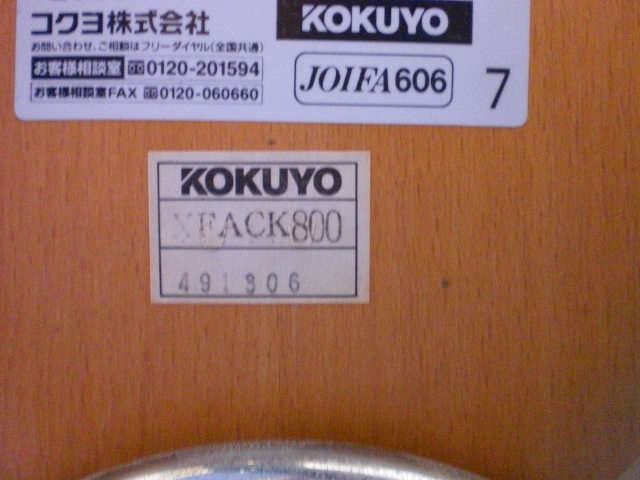 コクヨ株式会社
お問い合わせ、ご相談はフリーダイヤル(全国共通)
お客様相談室 0120-201594
お客様相談室FAX 0120-060660
KOKUYO
JOIFA606
7
KOKUYO
XFACK800
491306